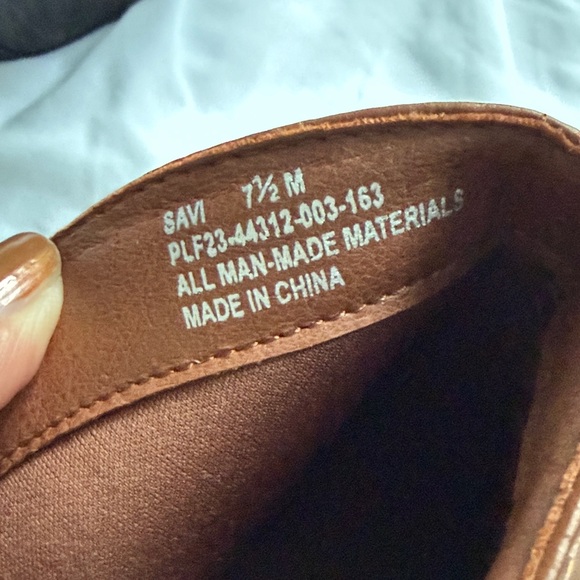 SAVI 7½ M
PLF23-44312-003-163
ALL MAN-MADE MATERIALS
MADE IN CHINA